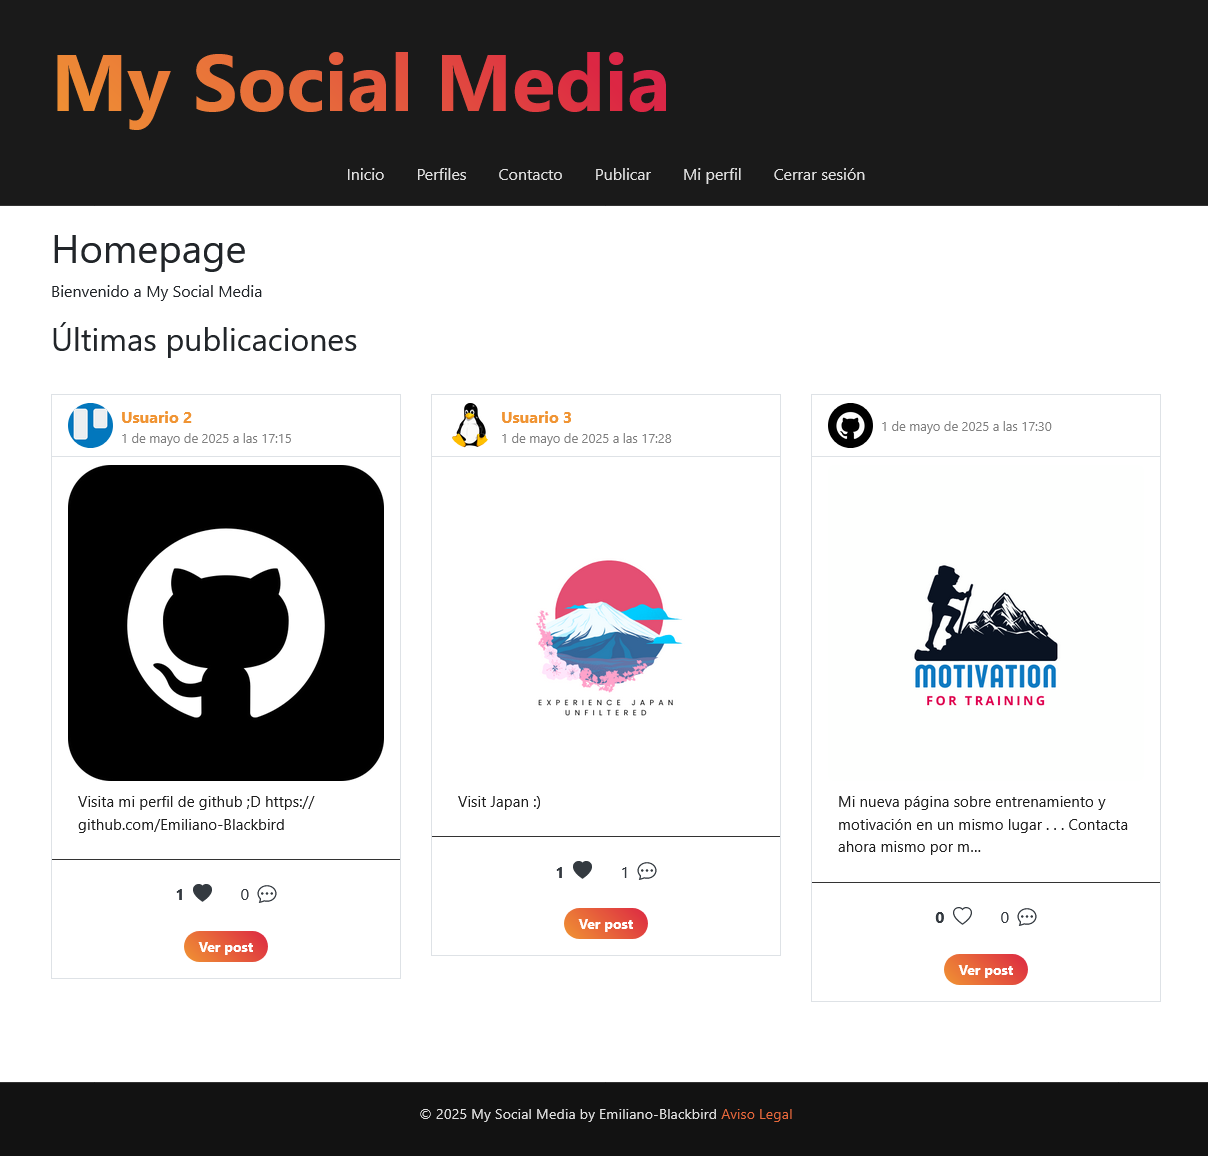 My Social Media
Inicio Perfiles Contacto Publicar Mi perfil Cerrar sesión
Homepage
Bienvenido a My Social Media
Últimas publicaciones
Usuario 2
1 de mayo de 2025 a las 17:15
Visita mi perfil de github ;D https://
github.com/Emiliano-Blackbird
1 0
Ver post
Usuario 3
1 de mayo de 2025 a las 17:28
EXPERIENCE JAPAN
UNFILTERED
Visit Japan :)
1 1
Ver post
1 de mayo de 2025 a las 17:30
MOTIVATION
FOR TRAINING
Mi nueva página sobre entrenamiento y
motivación en un mismo lugar . . . Contacta
ahora mismo por m...
0 0
Ver post
© 2025 My Social Media by Emiliano-Blackbird Aviso Legal